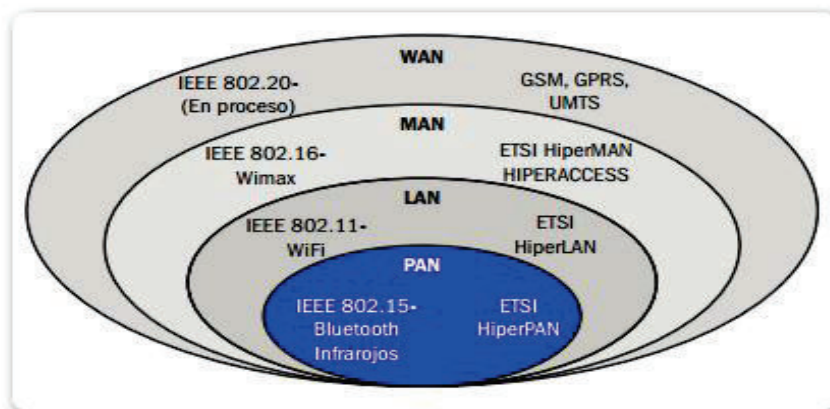 WAN
IEEE 802.20-
(En proceso)
GSM, GPRS,
UMTS
MAN
IEEE 802.16-
Wimax
ETSI HiperMAN
HIPERACCESS
LAN
IEEE 802.11-
WiFi
ETSI
HiperLAN
PAN
IEEE 802.15-
Bluetooth
Infrarojos
ETSI
HiperPAN